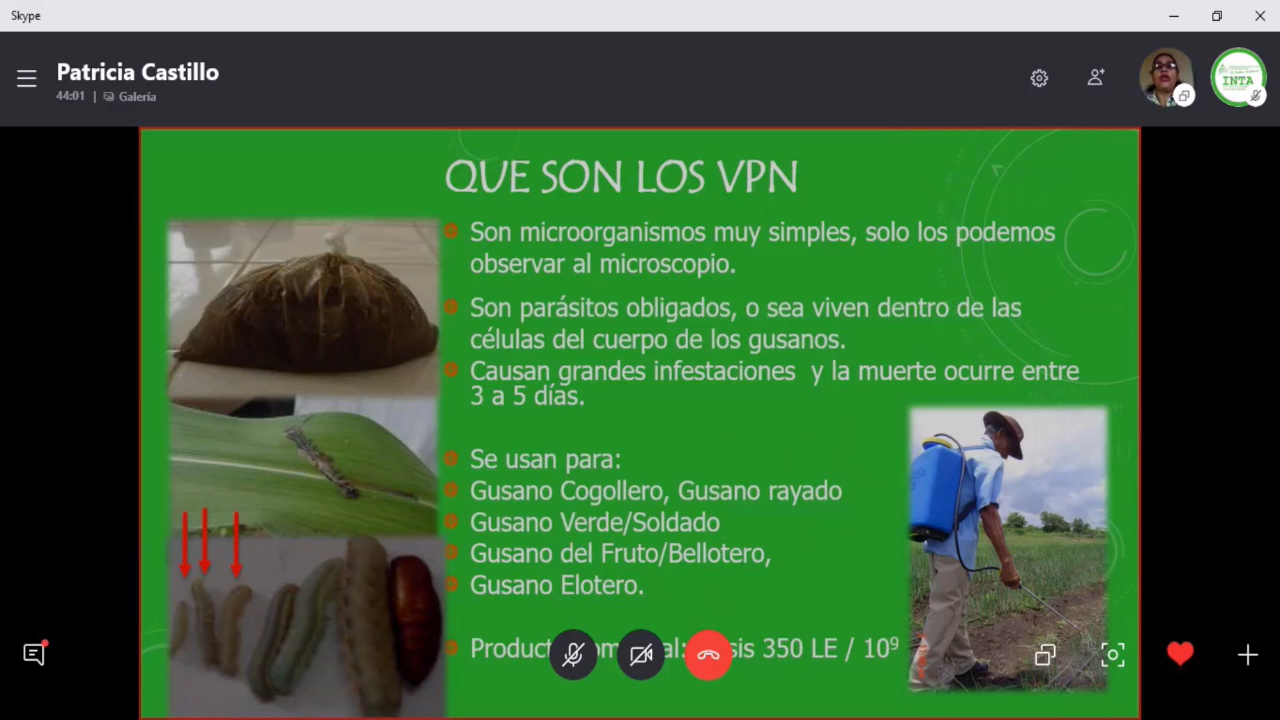 Skype
Patricia Castillo
44:01 | Galería
INTA
QUE SON LOS VPN
Son microorganismos muy simples, solo los podemos
observar al microscopio.
Son parásitos obligados, o sea viven dentro de las
células del cuerpo de los gusanos.
Causan grandes infestaciones y la muerte ocurre entre
3 a 5 días.
Se usan para:
Gusano Cogollero, Gusano rayado
Gusano Verde/Soldado
Gusano del Fruto/Bellotero,
Gusano Elotero.
350 LE / 10⁹